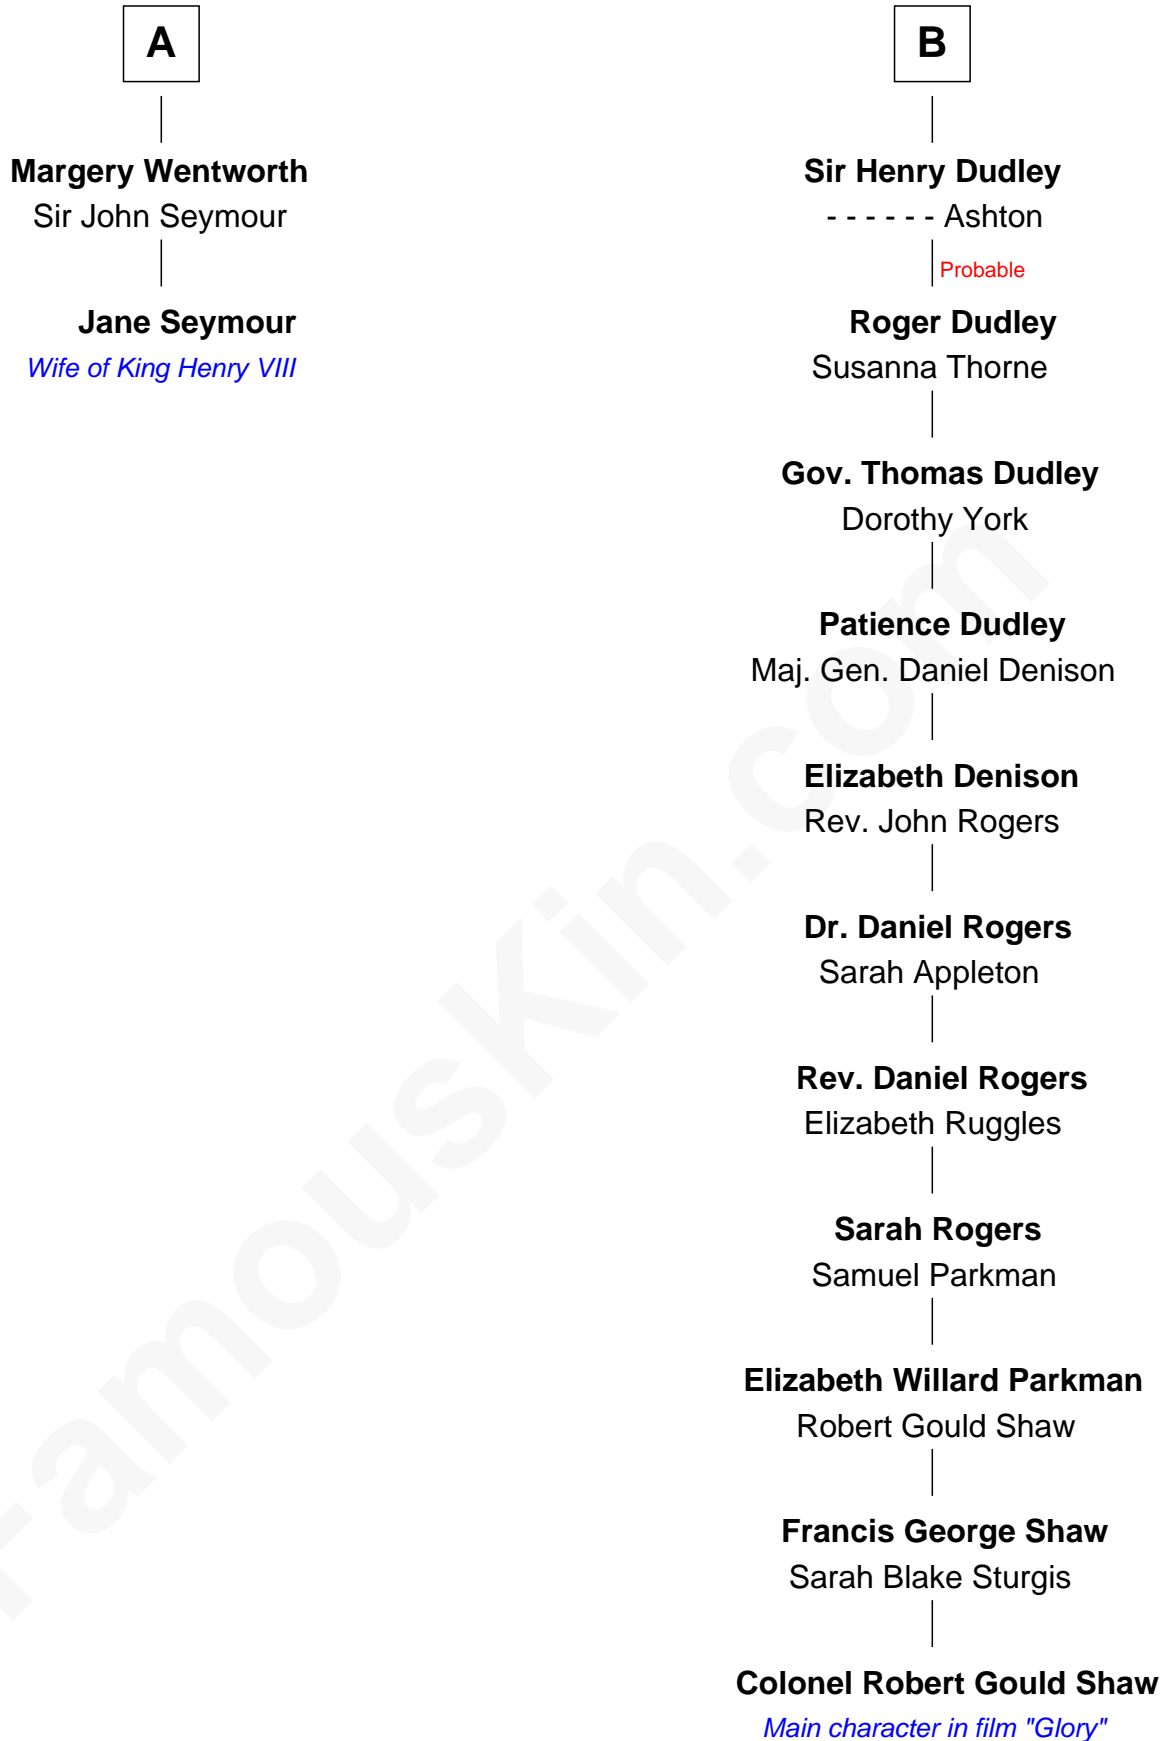 A
Margery Wentworth
Sir John Seymour
Jane Seymour
Wife of King Henry VIII
B
Sir Henry Dudley
- - - - - - Ashton
Probable
Roger Dudley
Susanna Thorne
Gov. Thomas Dudley
Dorothy York
Patience Dudley
Maj. Gen. Daniel Denison
Elizabeth Denison
Rev. John Rogers
Dr. Daniel Rogers
Sarah Appleton
Rev. Daniel Rogers
Elizabeth Ruggles
Sarah Rogers
Samuel Parkman
Elizabeth Willard Parkman
Robert Gould Shaw
Francis George Shaw
Sarah Blake Sturgis
Colonel Robert Gould Shaw
Main character in film "Glory"
FamousKin.com